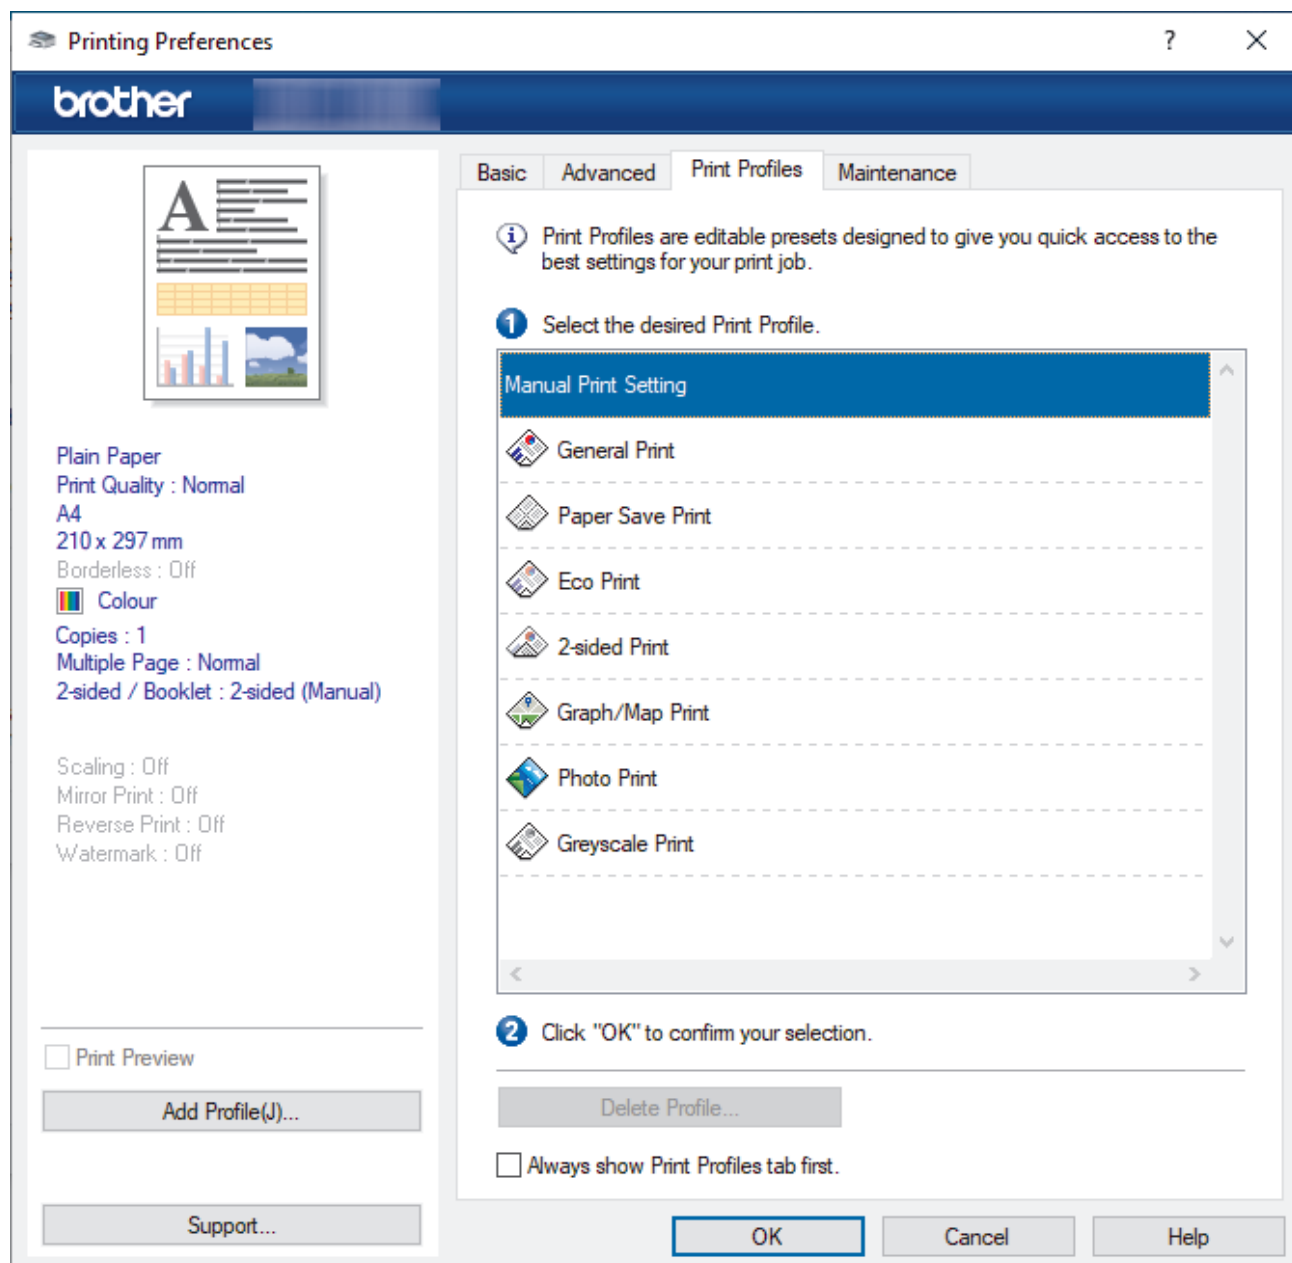 Printing Preferences
?
brother
A
Plain Paper
Print Quality : Normal
A4
210 x 297 mm
Borderless : Off
Colour
Copies : 1
Multiple Page : Normal
2-sided / Booklet : 2-sided (Manual)
Scaling : Off
Mirror Print : Off
Reverse Print : Off
Watermark : Off
Print Preview
Add Profile(J)...
Support...
Basic
Advanced
Print Profiles
Maintenance
Print Profiles are editable presets designed to give you quick access to the
best settings for your print job.
1 Select the desired Print Profile.
Manual Print Setting
General Print
Paper Save Print
Eco Print
2-sided Print
Graph/Map Print
Photo Print
Greyscale Print
2 Click "OK" to confirm your selection.
Delete Profile...
Always show Print Profiles tab first.
OK
Cancel
Help